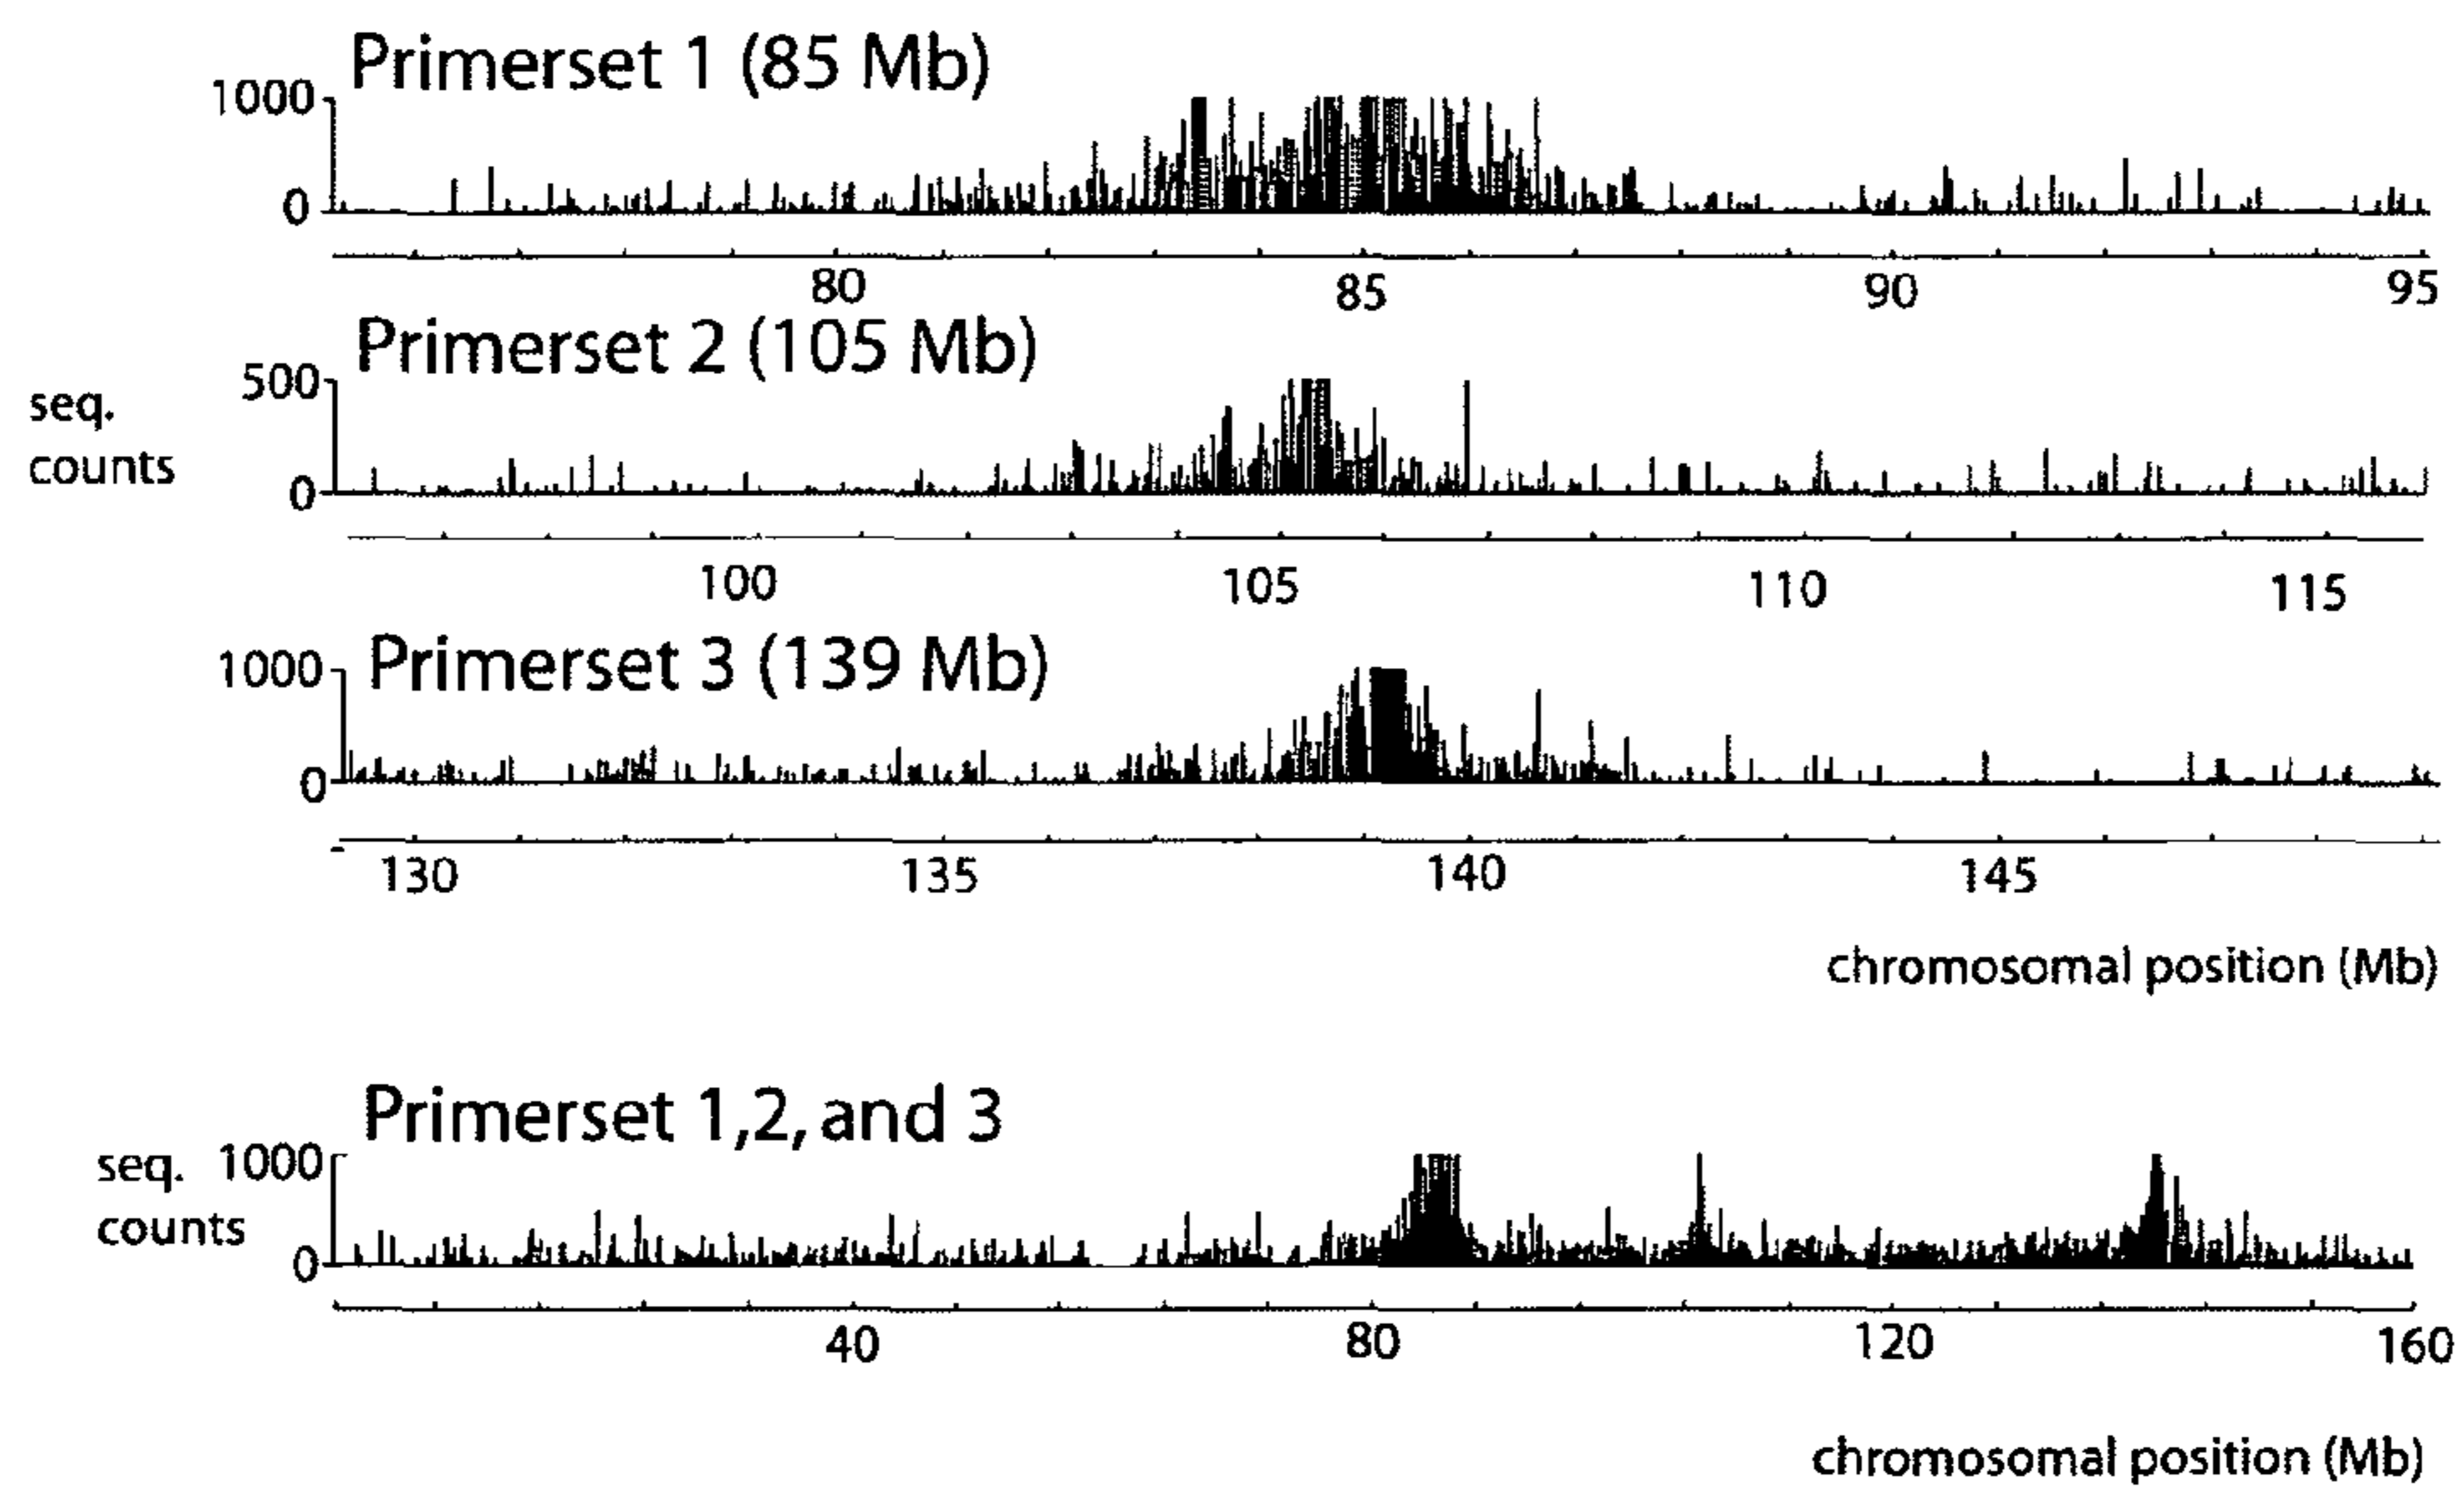 Primerset 1 (85 Mb)
1000
0
80 85 90 95
Primerset 2 (105 Mb)
500
seq.
counts
0
100 105 110 115
Primerset 3 (139 Mb)
1000
0
130 135 140 145
chromosomal position (Mb)
Primerset 1,2, and 3
seq. 1000
counts
0
40 80 120 160
chromosomal position (Mb)